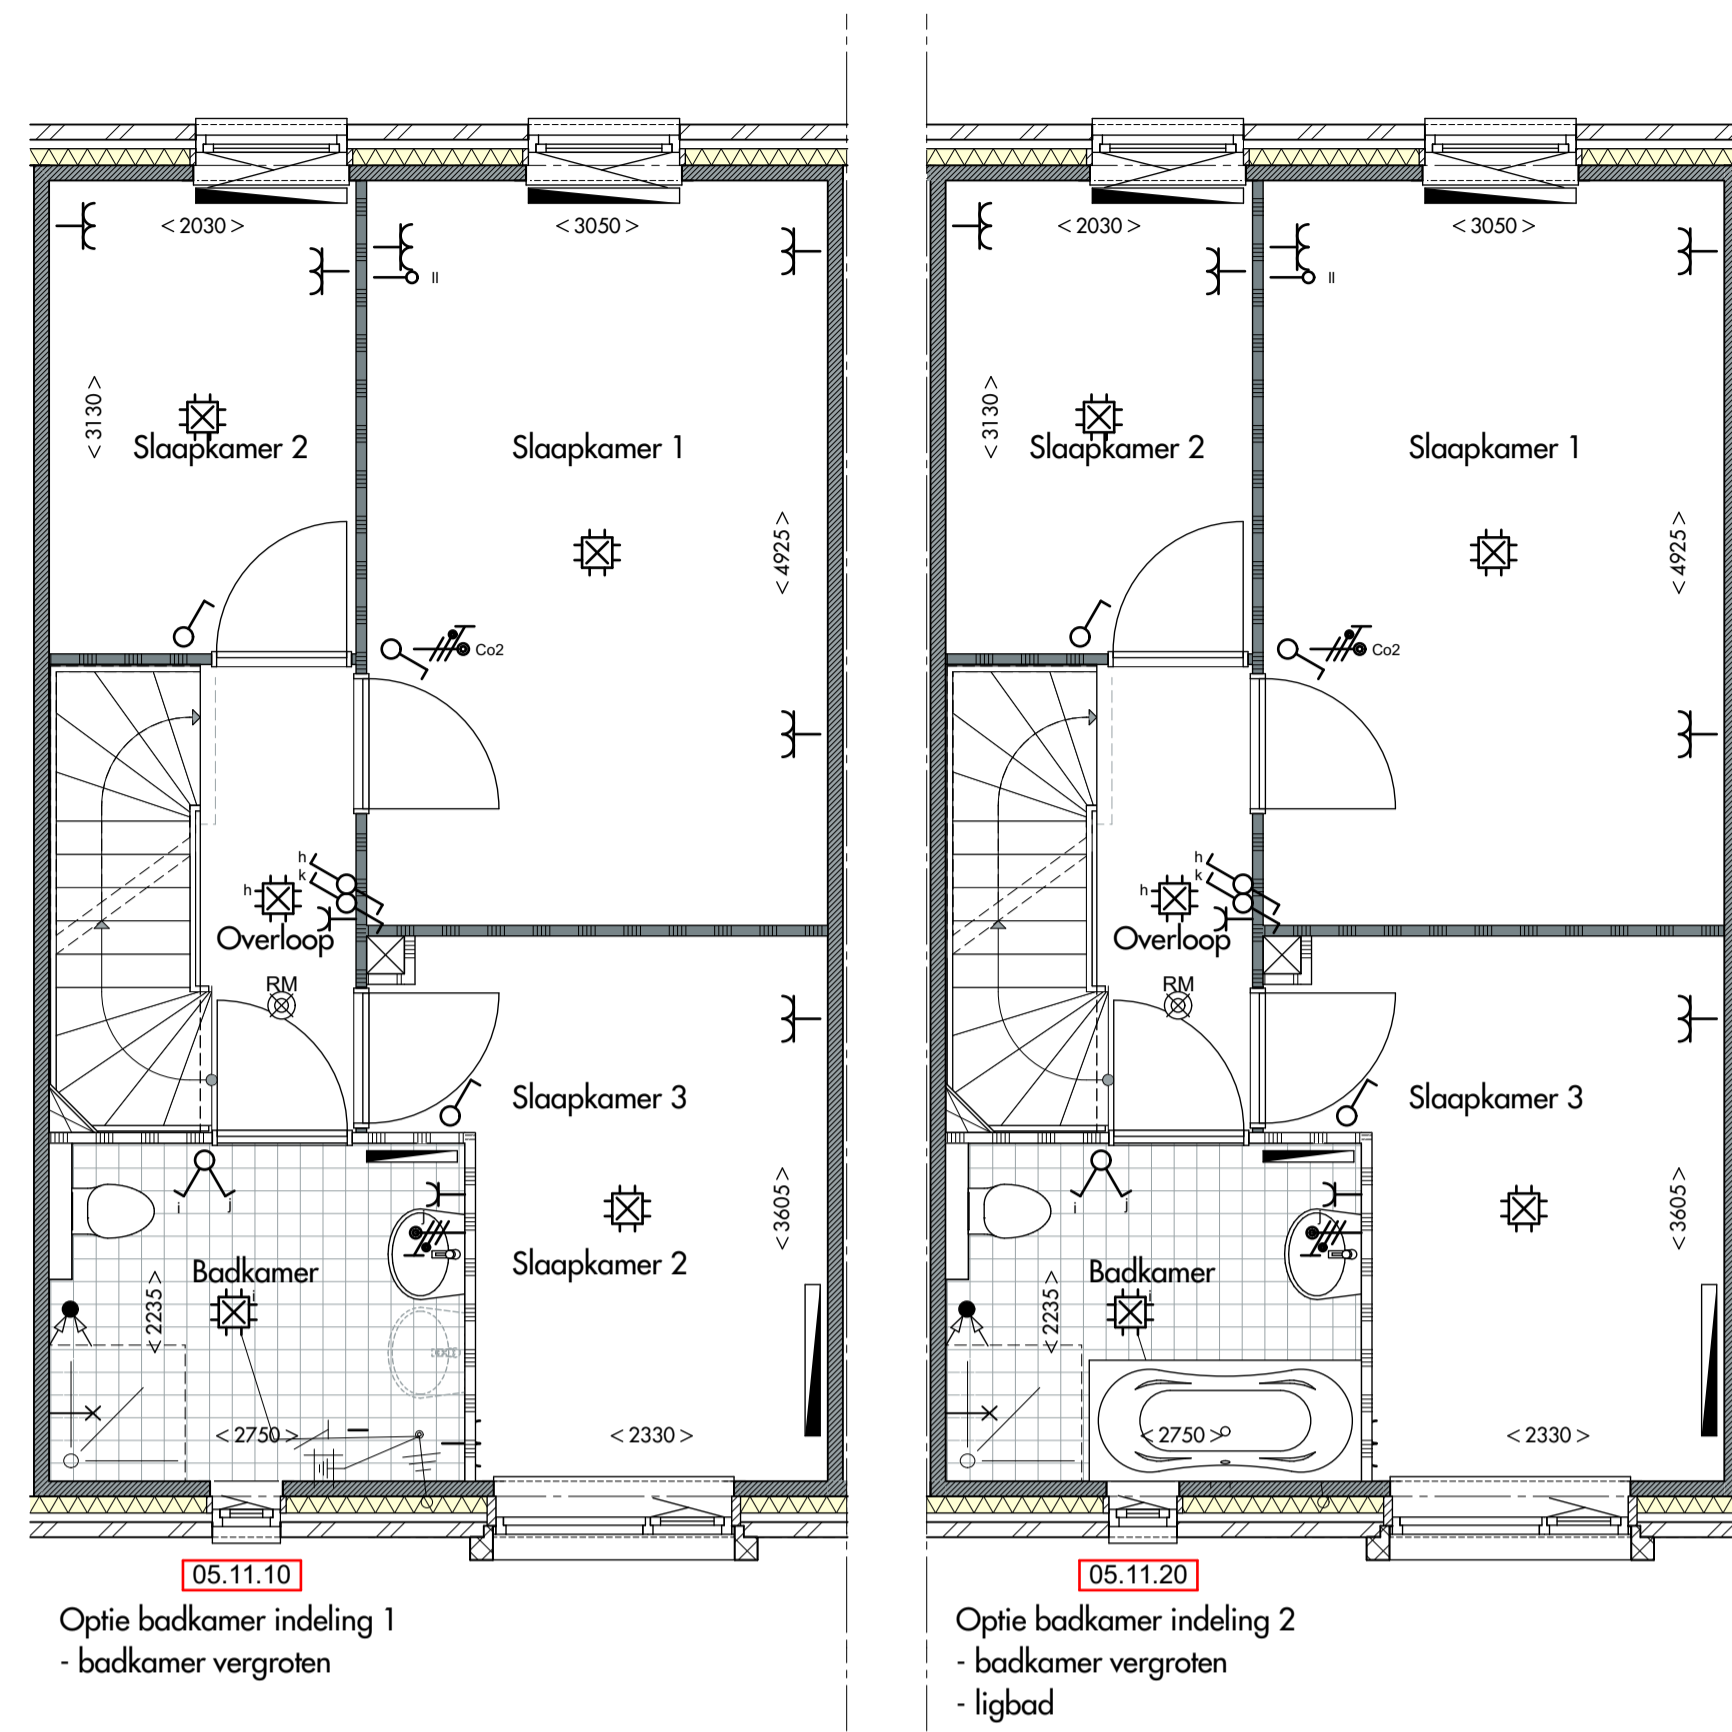 < 2030 >
< 3050 >
II
< 3130 >
Slaapkamer 2
Slaapkamer 1
< 4925 >
Co2
h
k
h
Overloop
RM
Slaapkamer 3
i
j
j
< 3605 >
Slaapkamer 2
Badkamer
i
< 2235 >
< 2750 >
< 2330 >
05.11.10
Optie badkamer indeling 1
- badkamer vergroten
< 2030 >
< 3050 >
II
< 3130 >
Slaapkamer 2
Slaapkamer 1
< 4925 >
Co2
h
k
h
Overloop
RM
Slaapkamer 3
i
j
j
< 3605 >
Badkamer
i
< 2235 >
< 2750 >
< 2330 >
05.11.20
Optie badkamer indeling 2
- badkamer vergroten
- ligbad